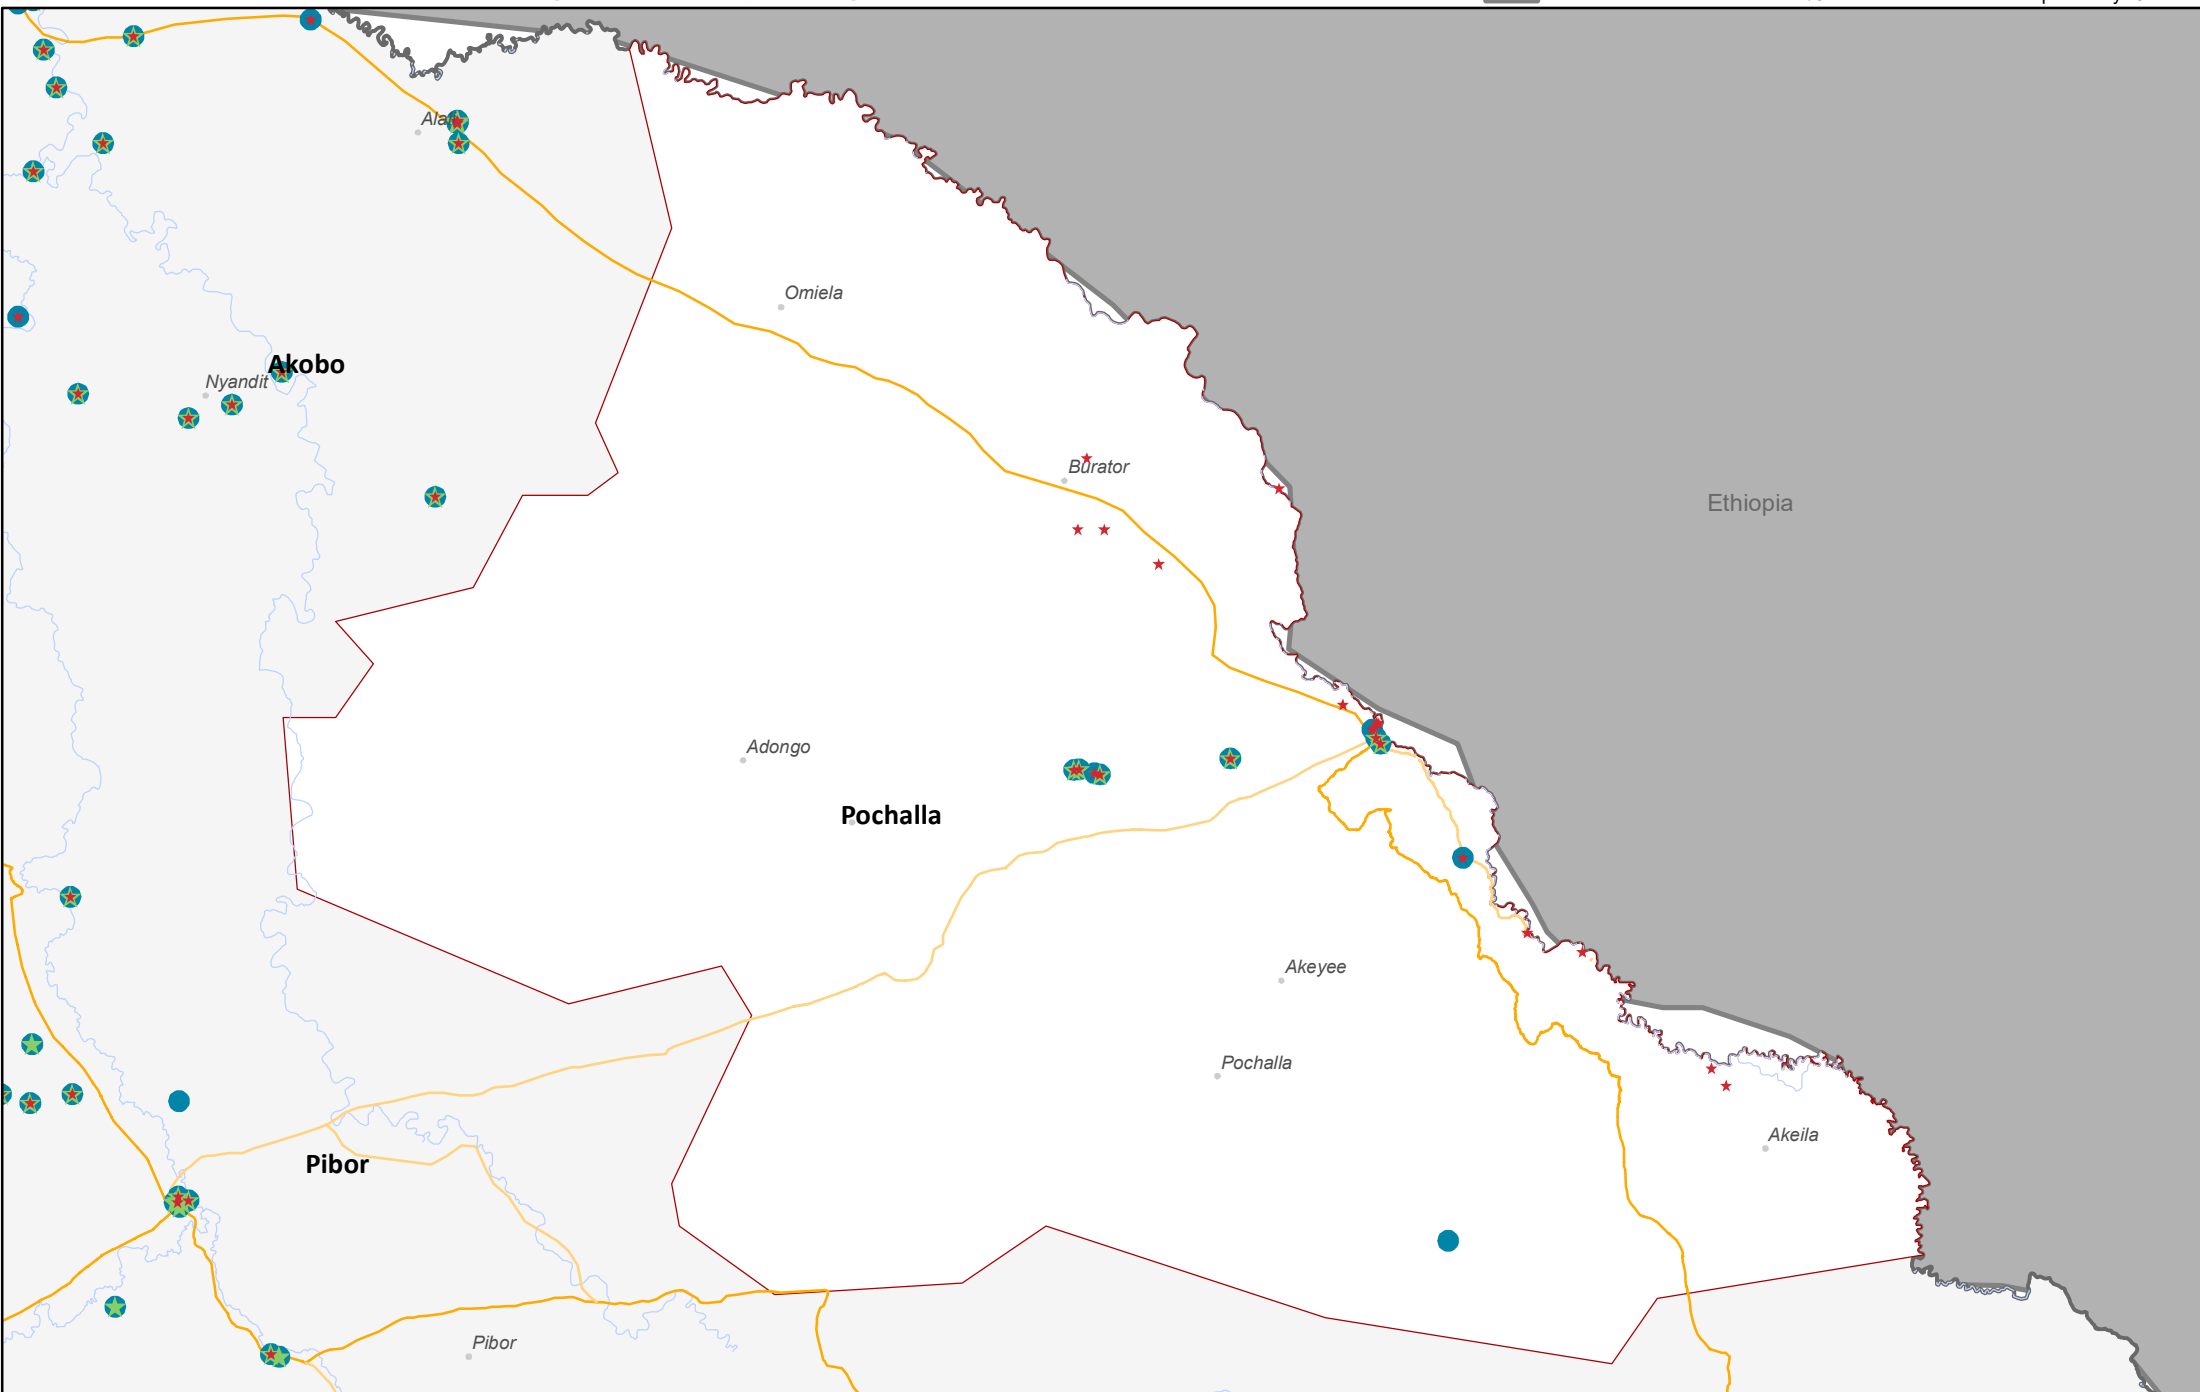 Omiela
Akobo
Nyandit
Burator
Ethiopia
Adongo
Pochalla
Akeyee
Pochalla
Akeila
Pibor
Pibor